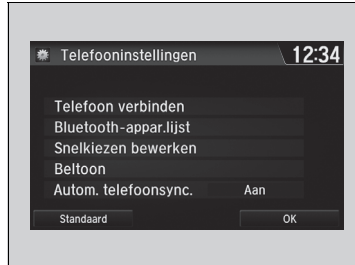 Telefooninstellingen 12:34
Telefoon verbinden
Bluetooth-appar.lijst
Snelkiezen bewerken
Beltoon
Autom. telefoonsync. Aan
Standaard OK